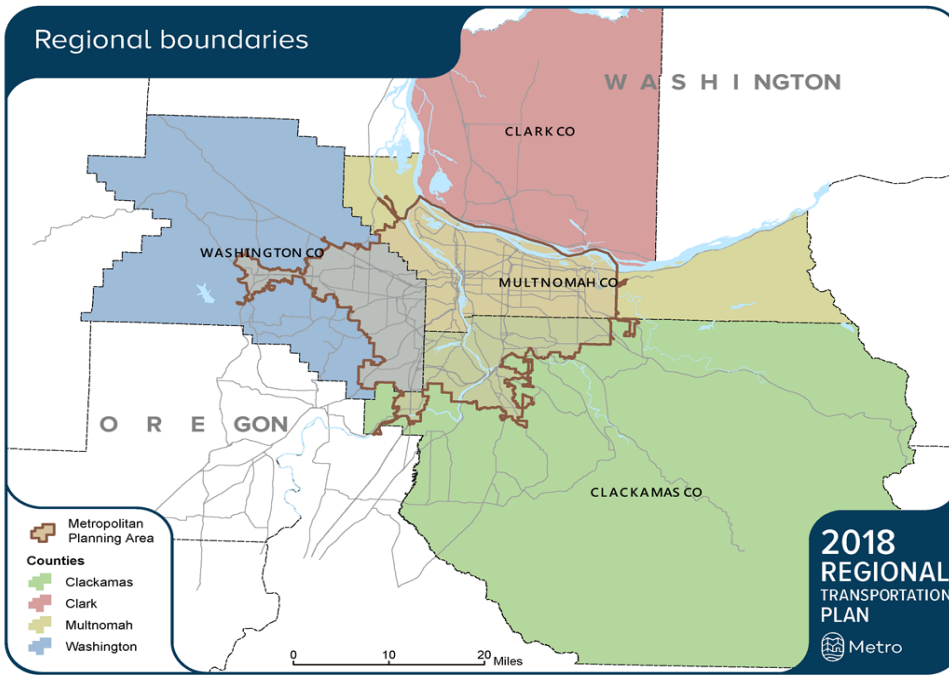 Regional boundaries
WASHINGTON
CLARK CO
WASHINGTON CO
MULTNOMAH CO
OREGON
CLACKAMAS CO
Metropolitan
Planning Area
Counties
Clackamas
Clark
Multnomah
Washington
0 10 20 Miles
2018
REGIONAL
TRANSPORTATION
PLAN
Metro